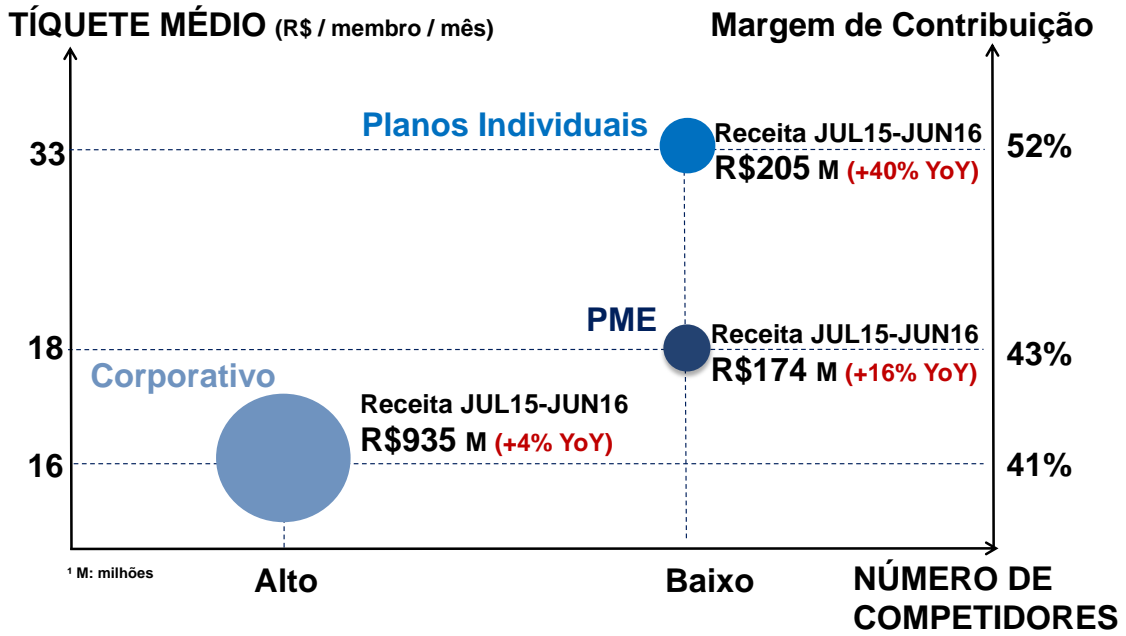 TÍQUETE MÉDIO (R$ / membro / mês)
Margem de Contribuição
Planos Individuais
Receita JUL15-JUN16
R$205 M (+40% YoY)
33
52%
PME
Receita JUL15-JUN16
R$174 M (+16% YoY)
18
43%
Corporativo
Receita JUL15-JUN16
R$935 M (+4% YoY)
16
41%
¹ M: milhões
Alto
Baixo
NÚMERO DE
COMPETIDORES